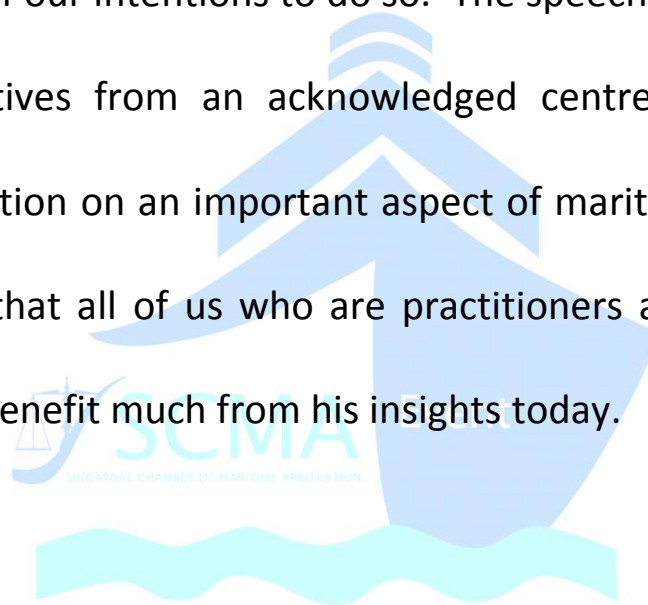 our intentions to do so. The speech
tives from an acknowledged centre
tion on an important aspect of marit
that all of us who are practitioners a
enefit much from his insights today.
Event
SCMA
SINGAPORE CHAMBER OF MARITIME ARBITRATION